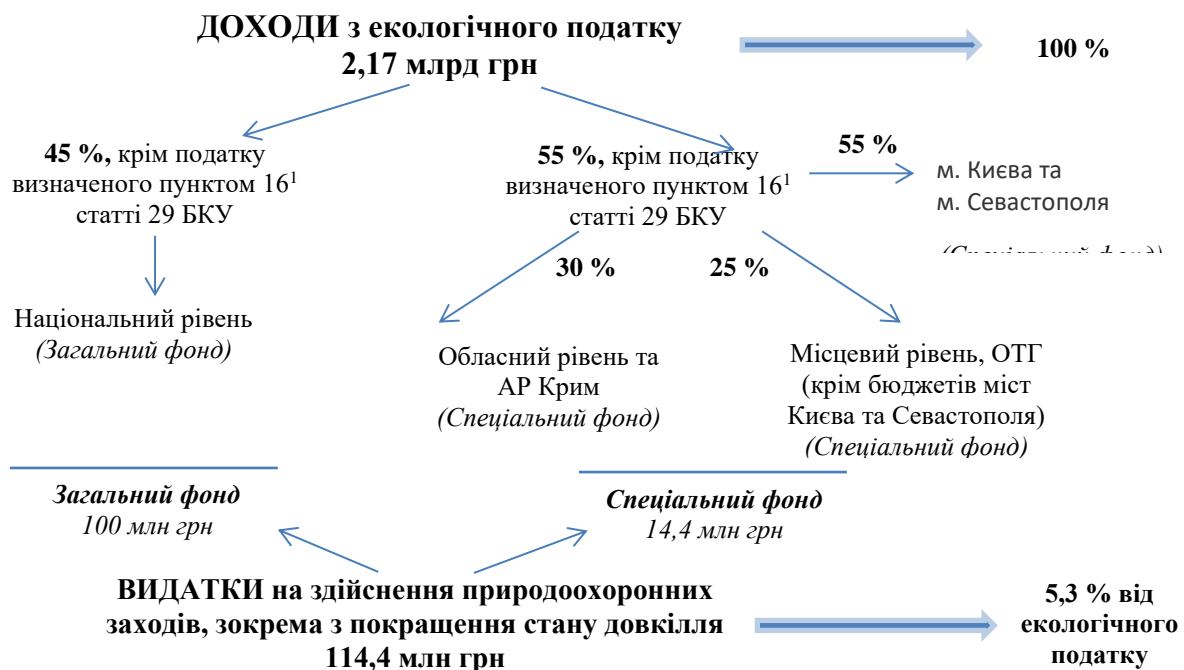 ДОХОДИ з екологічного податку
2,17 млрд грн
100 %
45 %, крім податку
визначеного пунктом 16¹
статті 29 БКУ
55 %, крім податку
визначеного пунктом 16¹
статті 29 БКУ
55 %
м. Києва та
м. Севастополя
(Спеціальний фонд)
30 %
25 %
Національний рівень
(Загальний фонд)
Обласний рівень та
АР Крим
(Спеціальний фонд)
Місцевий рівень, ОТГ
(крім бюджетів міст
Києва та Севастополя)
(Спеціальний фонд)
Загальний фонд
100 млн грн
Спеціальний фонд
14,4 млн грн
ВИДАТКИ на здійснення природоохоронних
заходів, зокрема з покращення стану довкілля
114,4 млн грн
5,3 % від
екологічного
податку